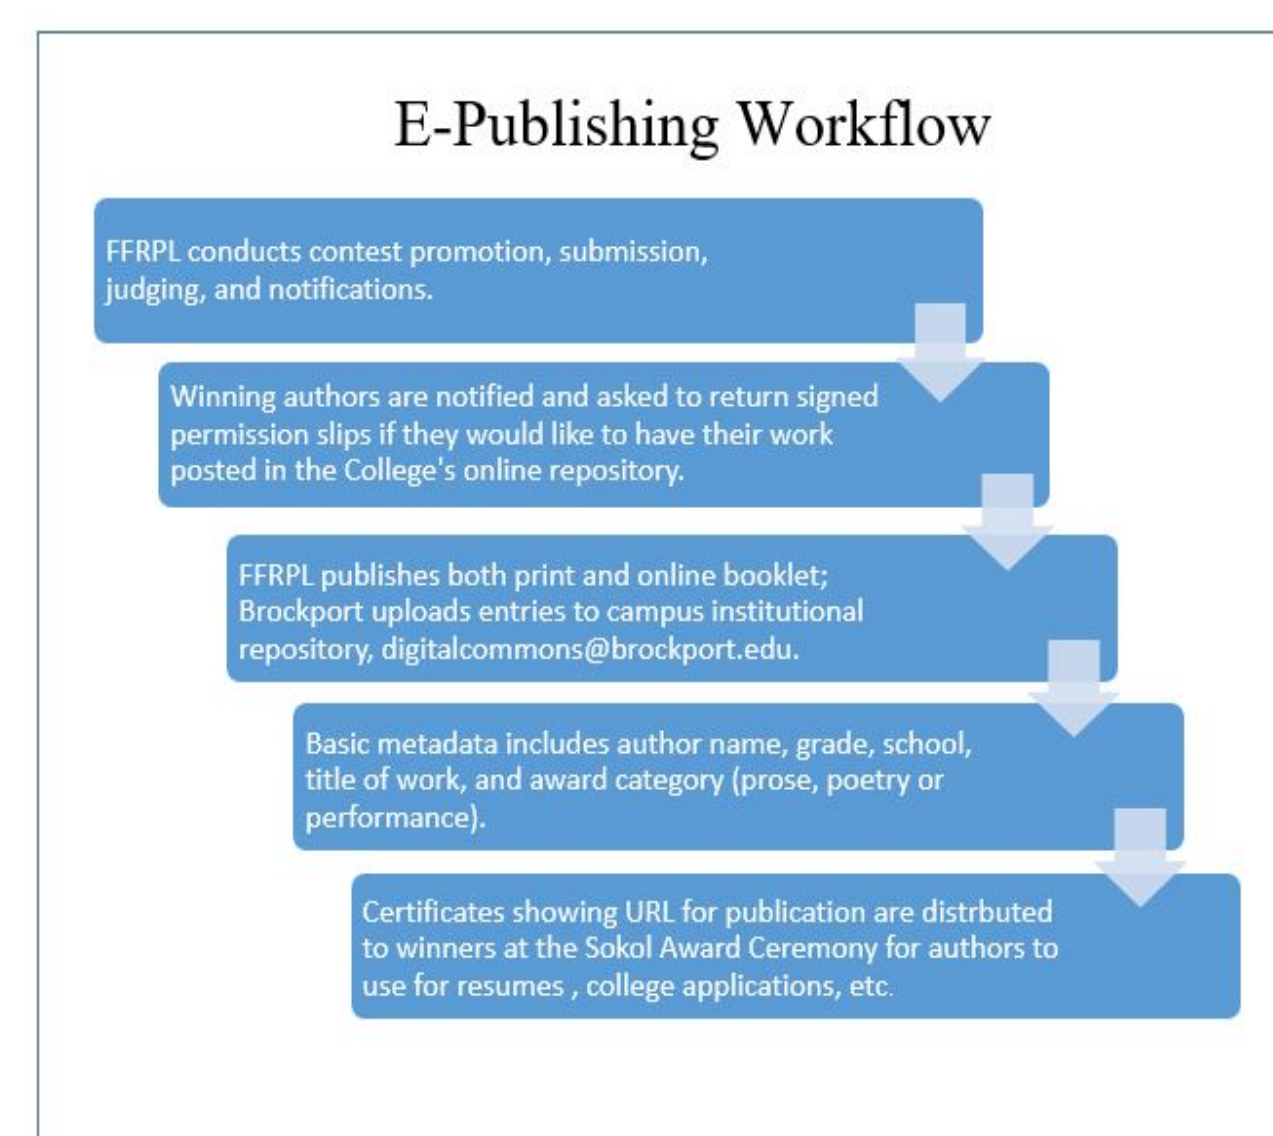 E-Publishing Workflow
FFRPL conducts contest promotion, submission,
judging, and notifications.
Winning authors are notified and asked to return signed
permission slips if they would like to have their work
posted in the College's online repository.
FFRPL publishes both print and online booklet;
Brockport uploads entries to campus institutional
repository, digitalcommons@brockport.edu.
Basic metadata includes author name, grade, school,
title of work, and award category (prose, poetry or
performance).
Certificates showing URL for publication are distrbuted
to winners at the Sokol Award Ceremony for authors to
use for resumes , college applications, etc.